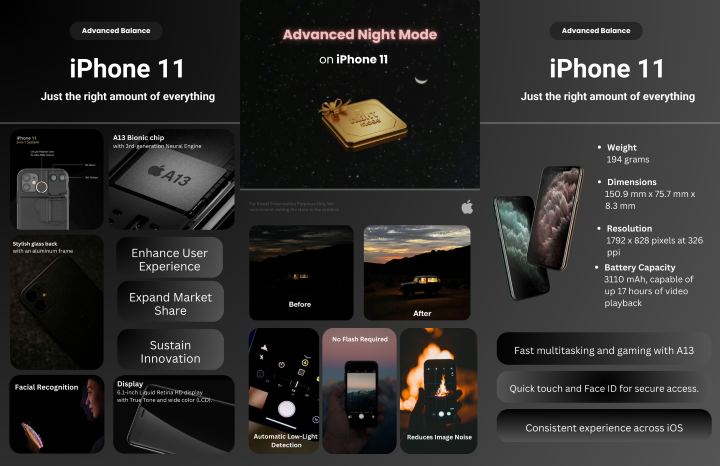 Advanced Balance
iPhone 11
Just the right amount of everything
iPhone 11
A13 Bionic chip
with 3rd-generation Neural Engine
A13
Stylish glass back
with an aluminum frame
Enhance User
Experience
Expand Market
Share
Sustain
Innovation
Facial Recognition
Display
6.1-inch Liquid Retina HD display
with True Tone and wide color (LCD).
Advanced Night Mode
on iPhone 11
NIGHT
MODE
Before
After
No Flash Required
Automatic Low-Light
Detection
Reduces Image Noise
Advanced Balance
iPhone 11
Just the right amount of everything
• Weight
194 grams
• Dimensions
150.9 mm x 75.7 mm x
8.3 mm
• Resolution
1792 x 828 pixels at 326
ppi
• Battery Capacity
3110 mAh, capable of
up 17 hours of video
playback
Fast multitasking and gaming with A13
Quick touch and Face ID for secure access.
Consistent experience across iOS